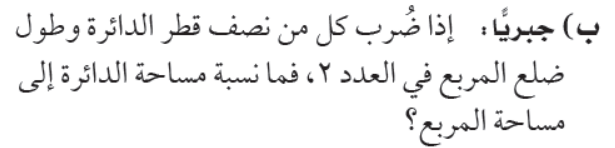 ب) جبريًّا: إذا ضُرب كل من نصف قطر الدائرة وطول
ضلع المربع في العدد ٢، فما نسبة مساحة الدائرة إلى
مساحة المربع؟